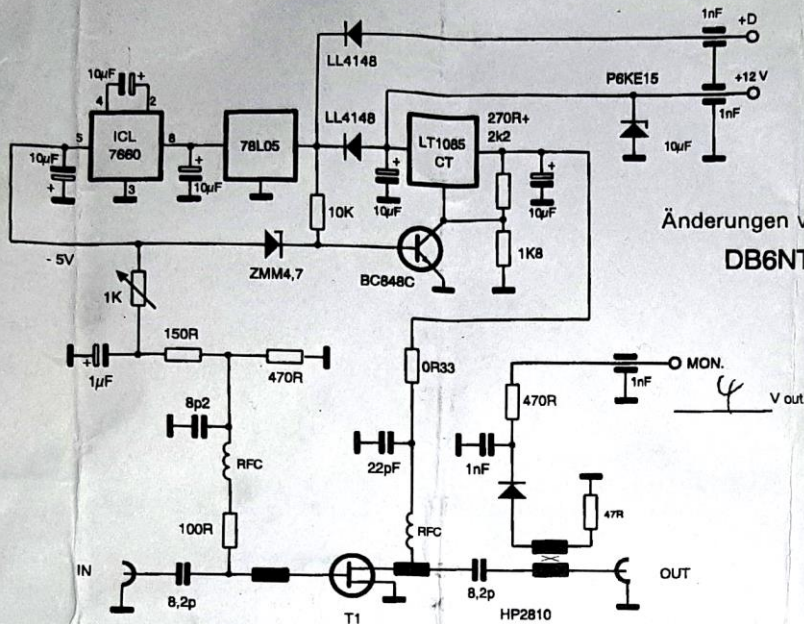 1nF
+D
LL4148
P6KE15
+12 V
1nF
10µF
+
4
2
LL4148
270R+
2k2
5
ICL
7660
8
78L05
LT1085
CT
10µF
10µF
+
3
+
10µF
+
10µF
+
10µF
10K
Änderungen v
DB6NT
- 5V
ZMM4,7
BC848C
1K8
1K
150R
470R
+
1µF
0R33
MON.
1nF
470R
V out
8p2
RFC
22pF
1nF
47R
100R
RFC
IN
8,2p
T1
8,2p
HP2810
OUT